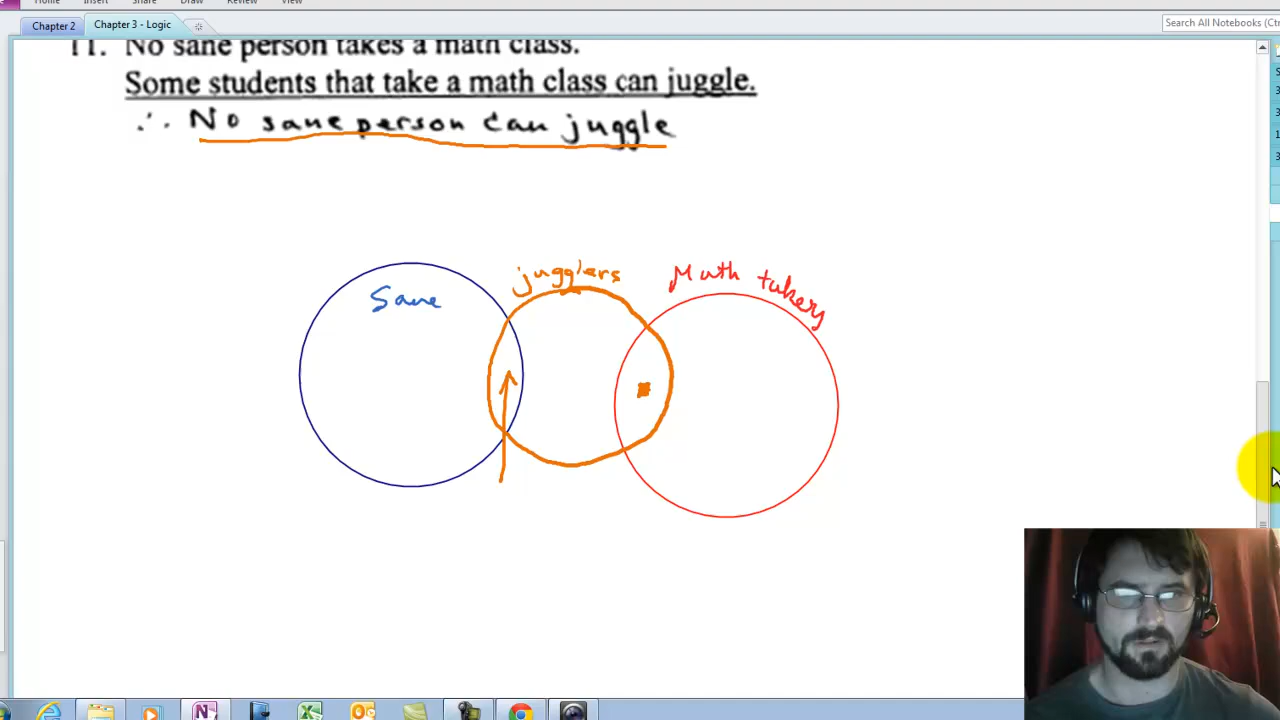 Home Insert Share Draw Review View
Chapter 2 Chapter 3 - Logic
Search All Notebooks (Ctrl
11. No sane person takes a math class.
Some students that take a math class can juggle.
∴ No sane person can juggle
Sane
jugglers
Math takers